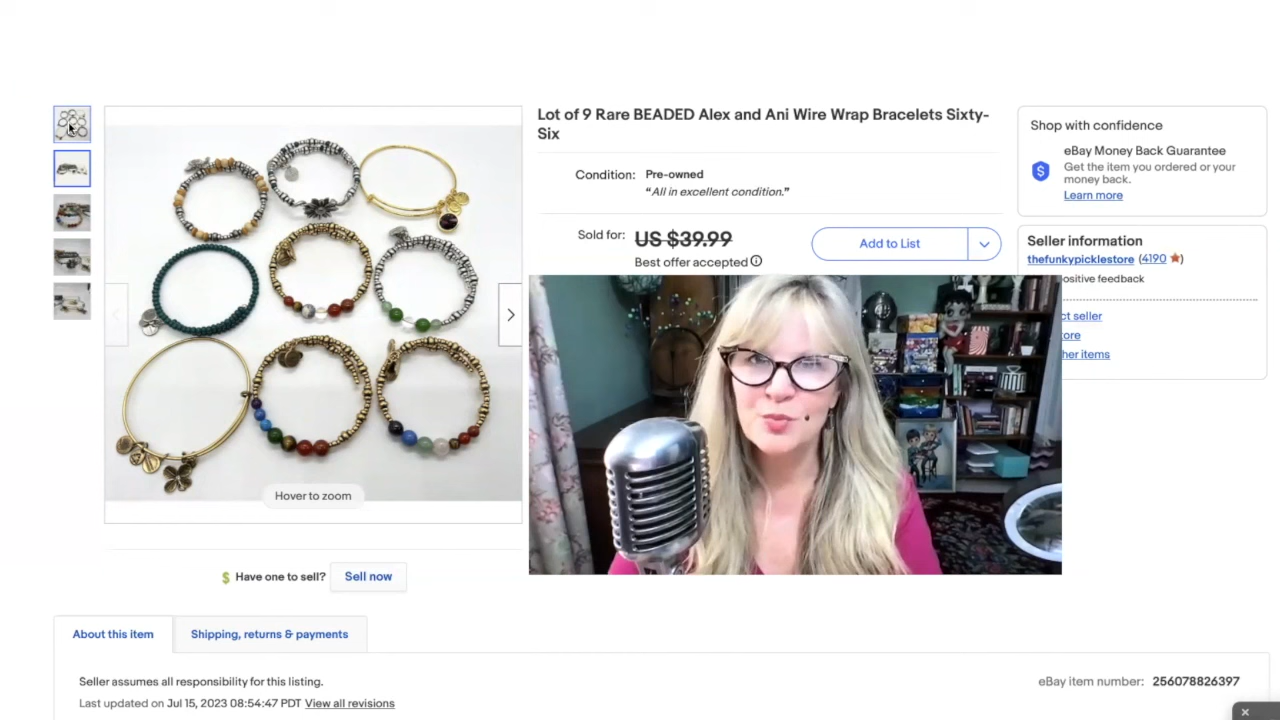 Lot of 9 Rare BEADED Alex and Ani Wire Wrap Bracelets Sixty-
Six
Condition: Pre-owned
“All in excellent condition.”
Sold for: US $39.99
Best offer accepted
Add to List
Hover to zoom
$ Have one to sell? Sell now
Shop with confidence
eBay Money Back Guarantee
Get the item you ordered or your
money back.
Learn more
Seller information
thefunkypicklestore (4190 ★)
ositive feedback
ct seller
ore
her items
About this item
Shipping, returns & payments
Seller assumes all responsibility for this listing.
Last updated on Jul 15, 2023 08:54:47 PDT View all revisions
eBay item number: 256078826397